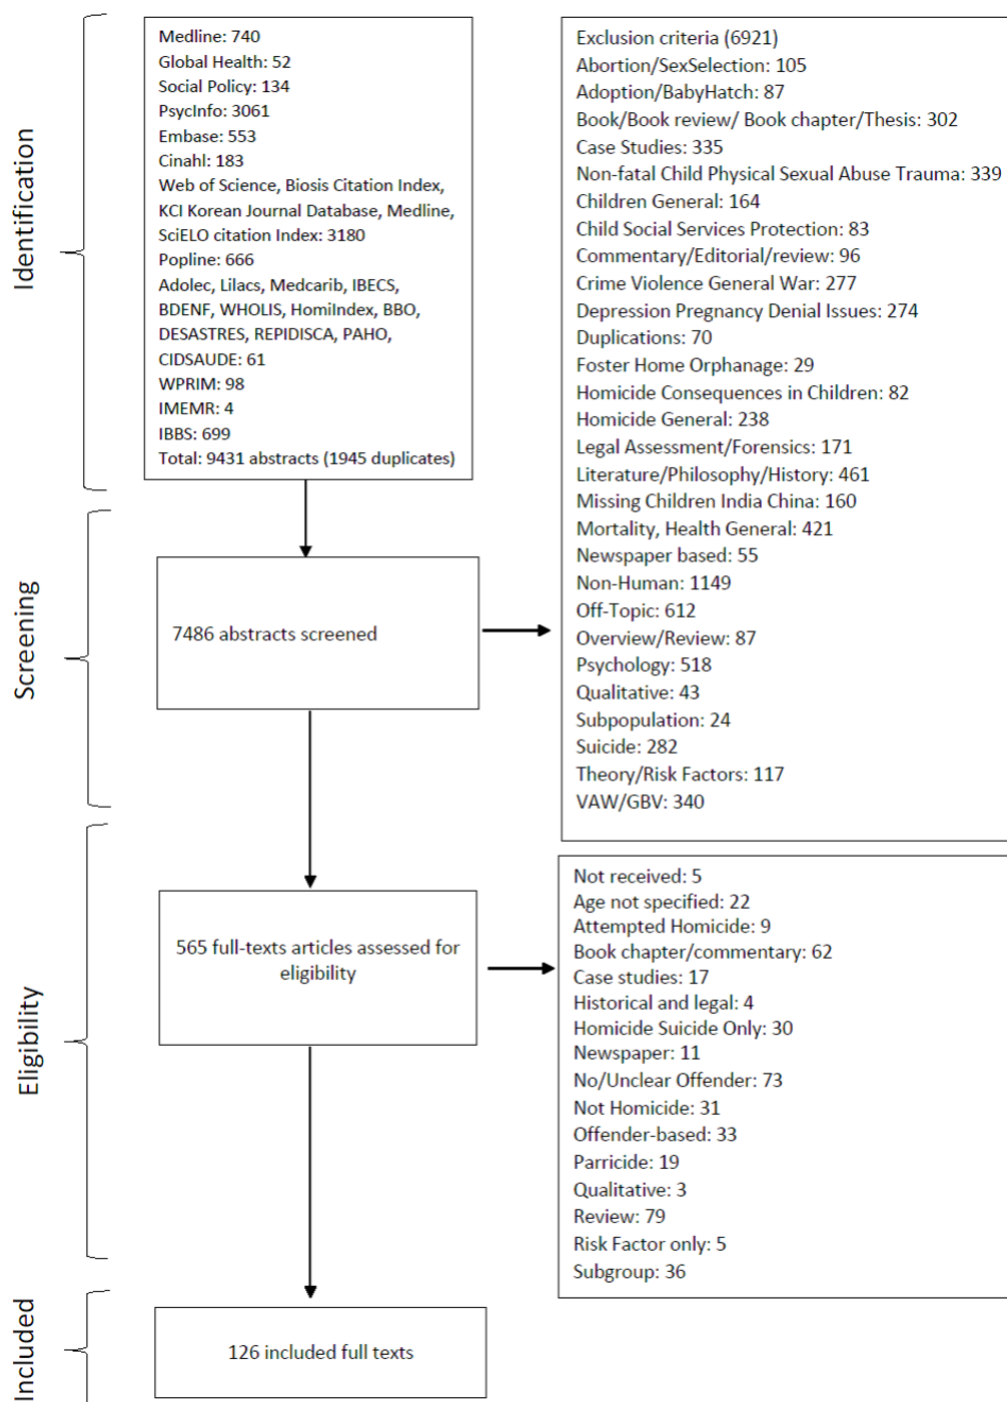 Identification
Medline: 740
Global Health: 52
Social Policy: 134
PsycInfo: 3061
Embase: 553
Cinahl: 183
Web of Science, Biosis Citation Index,
KCI Korean Journal Database, Medline,
SciELO citation Index: 3180
Popline: 666
Adolec, Lilacs, Medcarib, IBECS,
BDENF, WHOLIS, HomiIndex, BBO,
DESASTRES, REPIDISCA, PAHO,
CIDSAUDE: 61
WPRIM: 98
IMEMR: 4
IBBS: 699
Total: 9431 abstracts (1945 duplicates)
Exclusion criteria (6921)
Abortion/SexSelection: 105
Adoption/BabyHatch: 87
Book/Book review/ Book chapter/Thesis: 302
Case Studies: 335
Non-fatal Child Physical Sexual Abuse Trauma: 339
Children General: 164
Child Social Services Protection: 83
Commentary/Editorial/review: 96
Crime Violence General War: 277
Depression Pregnancy Denial Issues: 274
Duplications: 70
Foster Home Orphanage: 29
Homicide Consequences in Children: 82
Homicide General: 238
Legal Assessment/Forensics: 171
Literature/Philosophy/History: 461
Missing Children India China: 160
Mortality, Health General: 421
Newspaper based: 55
Non-Human: 1149
Off-Topic: 612
Overview/Review: 87
Psychology: 518
Qualitative: 43
Subpopulation: 24
Suicide: 282
Theory/Risk Factors: 117
VAW/GBV: 340
Screening
7486 abstracts screened
Eligibility
565 full-texts articles assessed for
eligibility
Not received: 5
Age not specified: 22
Attempted Homicide: 9
Book chapter/commentary: 62
Case studies: 17
Historical and legal: 4
Homicide Suicide Only: 30
Newspaper: 11
No/Unclear Offender: 73
Not Homicide: 31
Offender-based: 33
Parricide: 19
Qualitative: 3
Review: 79
Risk Factor only: 5
Subgroup: 36
Included
126 included full texts